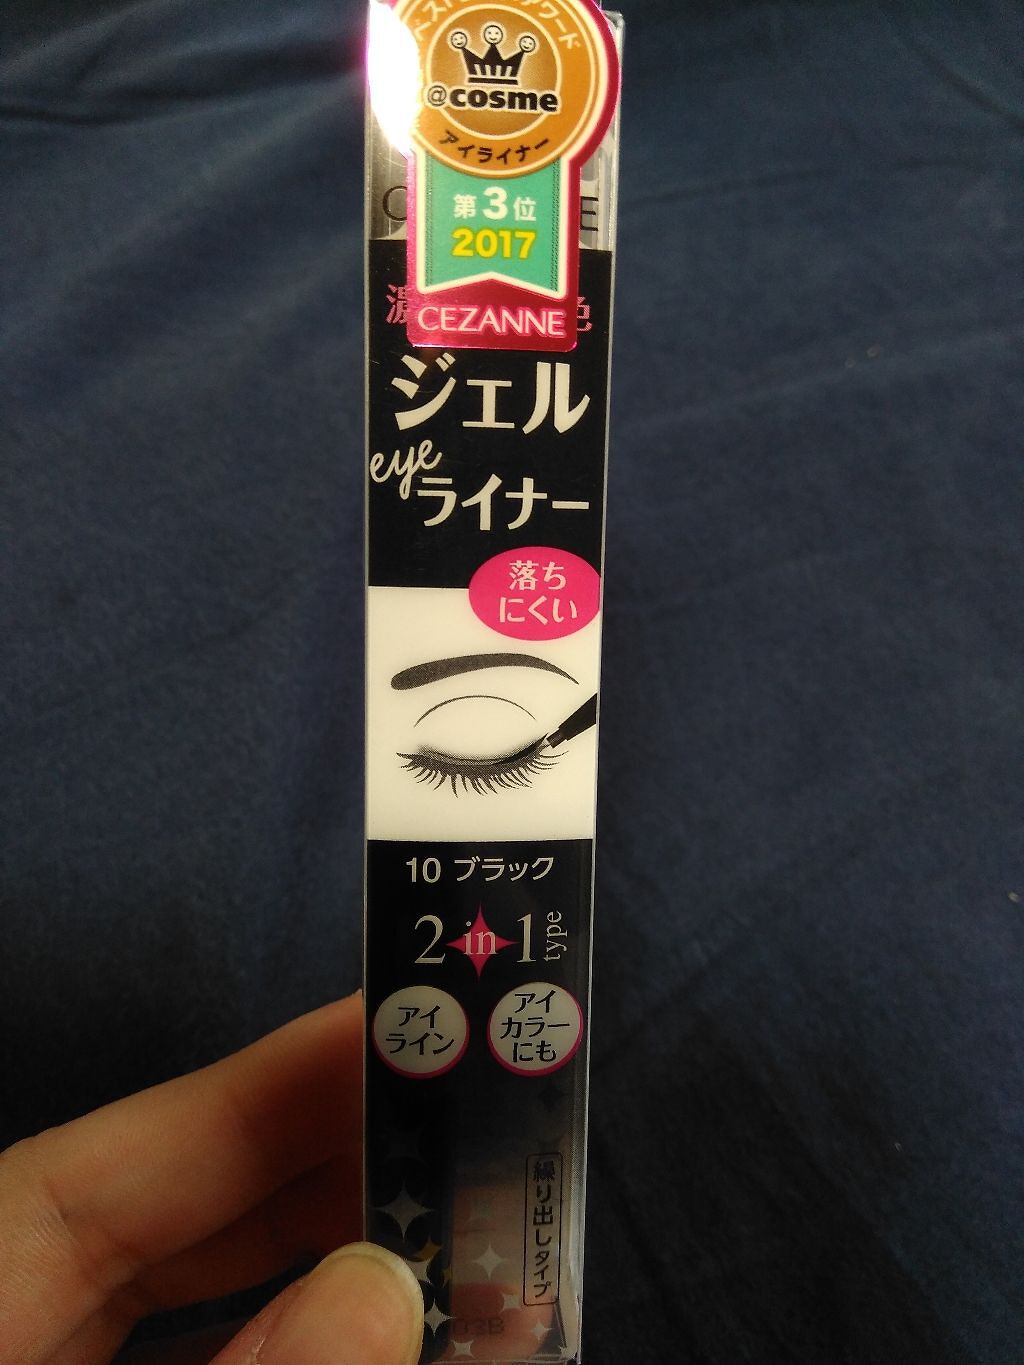 @cosme
アイライナー
第3位
2017
CEZANNE
濃 色
ジェル
eye
ライナー
落ち
にくい
10 ブラック
2 in 1 type
アイ
ライン
アイ
カラー
にも
繰り出しタイプ